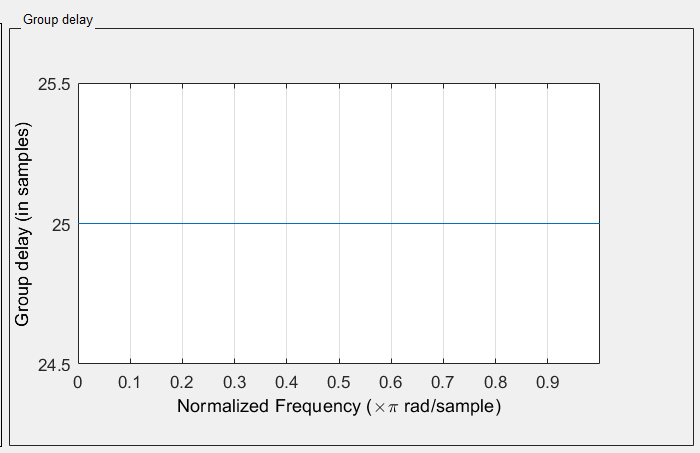 Group delay
25.5
25
24.5
Group delay (in samples)
0 0.1 0.2 0.3 0.4 0.5 0.6 0.7 0.8 0.9
Normalized Frequency (×π rad/sample)